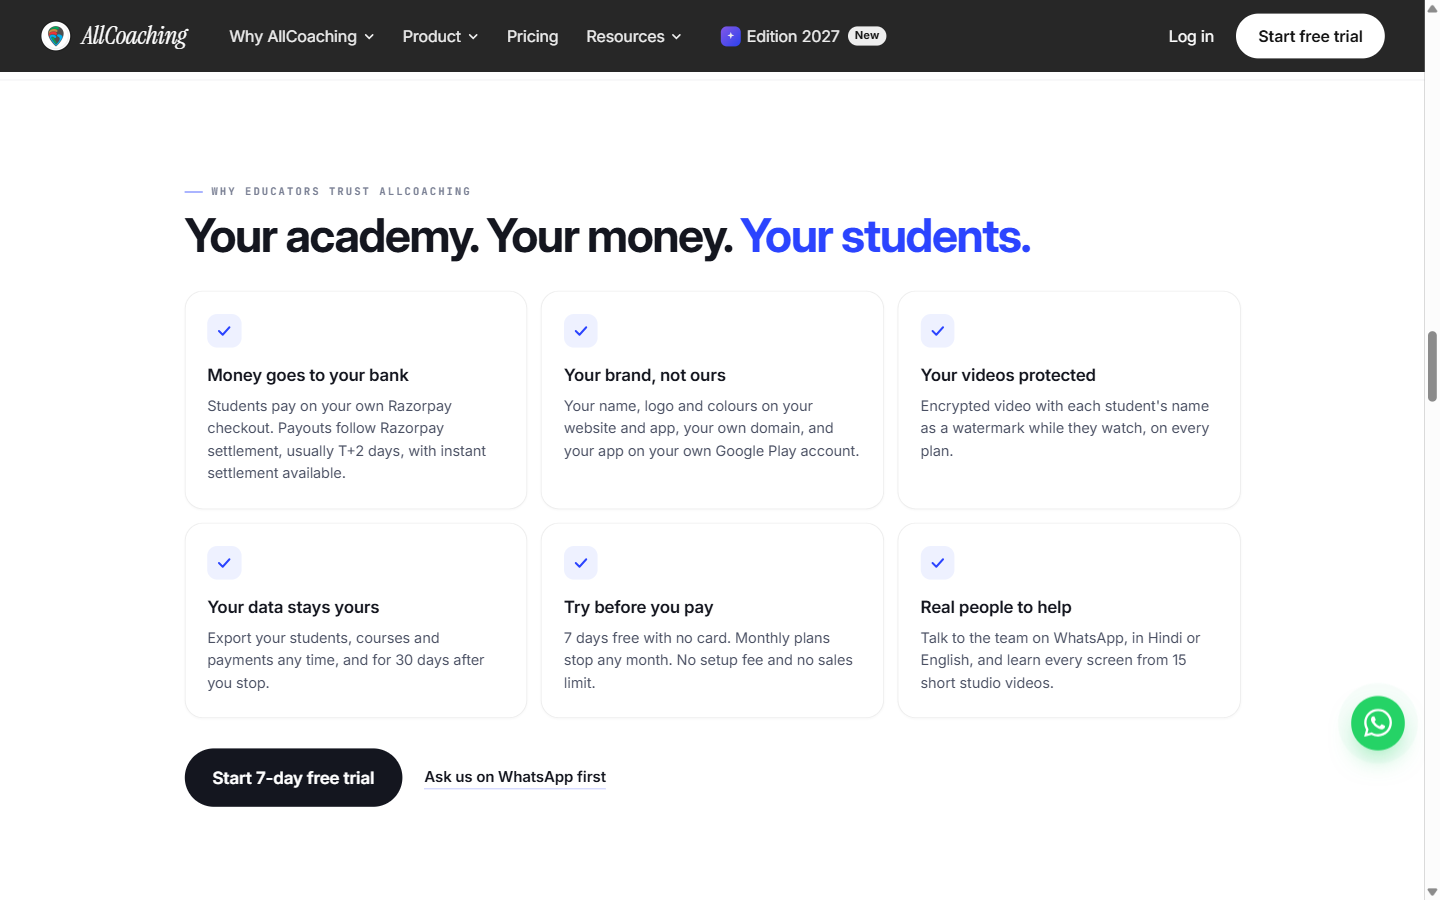 AllCoaching
Why AllCoaching
Product
Pricing
Resources
Edition 2027
New
Log in
Start free trial
WHY EDUCATORS TRUST ALLCOACHING
Your academy. Your money. Your students.
Money goes to your bank
Students pay on your own Razorpay
checkout. Payouts follow Razorpay
settlement, usually T+2 days, with instant
settlement available.
Your brand, not ours
Your name, logo and colours on your
website and app, your own domain, and
your app on your own Google Play account.
Your videos protected
Encrypted video with each student's name
as a watermark while they watch, on every
plan.
Your data stays yours
Export your students, courses and
payments any time, and for 30 days after
you stop.
Try before you pay
7 days free with no card. Monthly plans
stop any month. No setup fee and no sales
limit.
Real people to help
Talk to the team on WhatsApp, in Hindi or
English, and learn every screen from 15
short studio videos.
Start 7-day free trial
Ask us on WhatsApp first